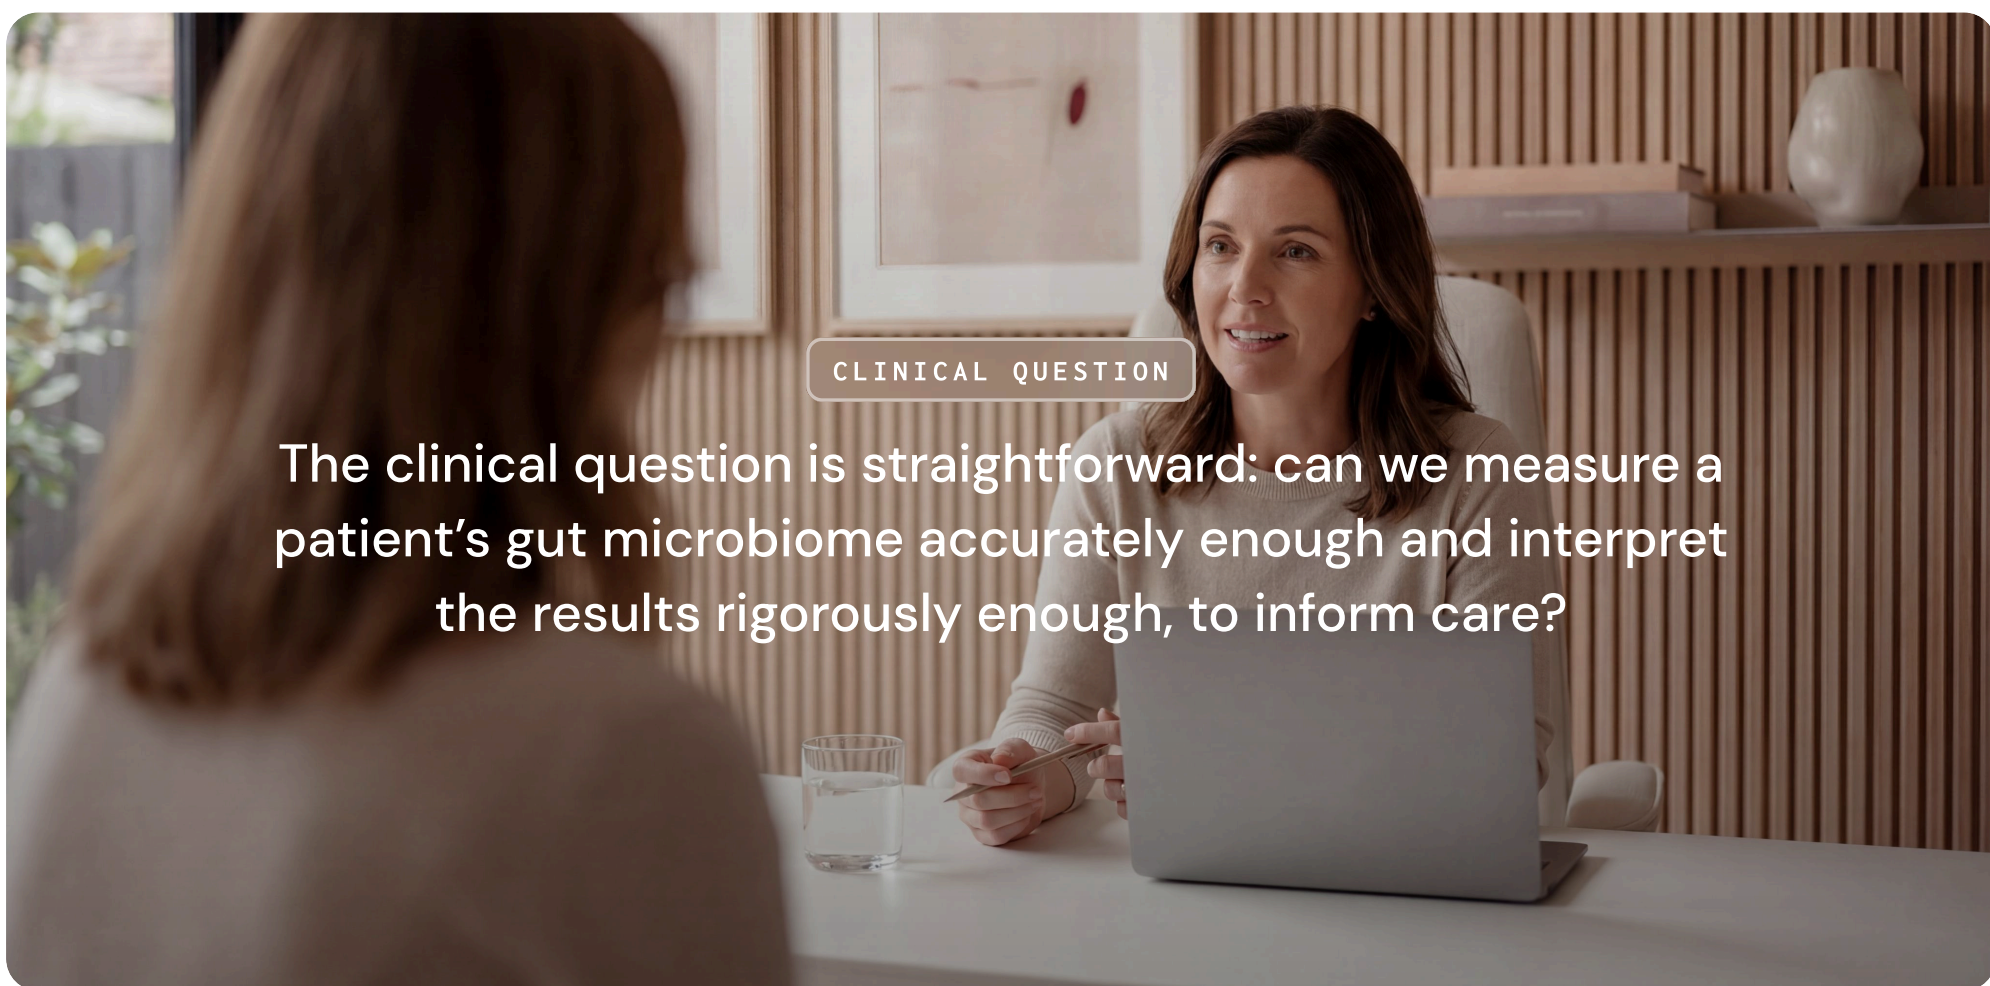 CLINICAL QUESTION
The clinical question is straightforward: can we measure a
patient’s gut microbiome accurately enough and interpret
the results rigorously enough, to inform care?